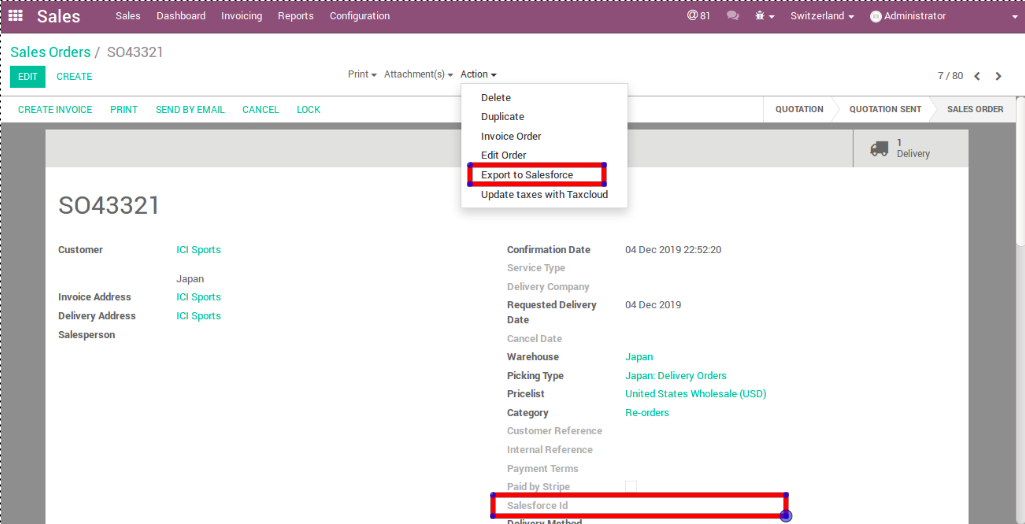 Sales Sales Dashboard Invoicing Reports Configuration @ 81 Switzerland Administrator
Sales Orders / SO43321
EDIT CREATE Print Attachment(s) Action 7 / 80
CREATE INVOICE PRINT SEND BY EMAIL CANCEL LOCK QUOTATION QUOTATION SENT SALES ORDER
Delete
Duplicate
Invoice Order
Edit Order
Export to Salesforce
Update taxes with Taxcloud
1
Delivery
SO43321
Customer ICI Sports
Japan
Invoice Address ICI Sports
Delivery Address ICI Sports
Salesperson
Confirmation Date 04 Dec 2019 22:52:20
Service Type
Delivery Company
Requested Delivery
Date 04 Dec 2019
Cancel Date
Warehouse Japan
Picking Type Japan: Delivery Orders
Pricelist United States Wholesale (USD)
Category Re-orders
Customer Reference
Internal Reference
Payment Terms
Paid by Stripe
Salesforce Id
Delivery Method